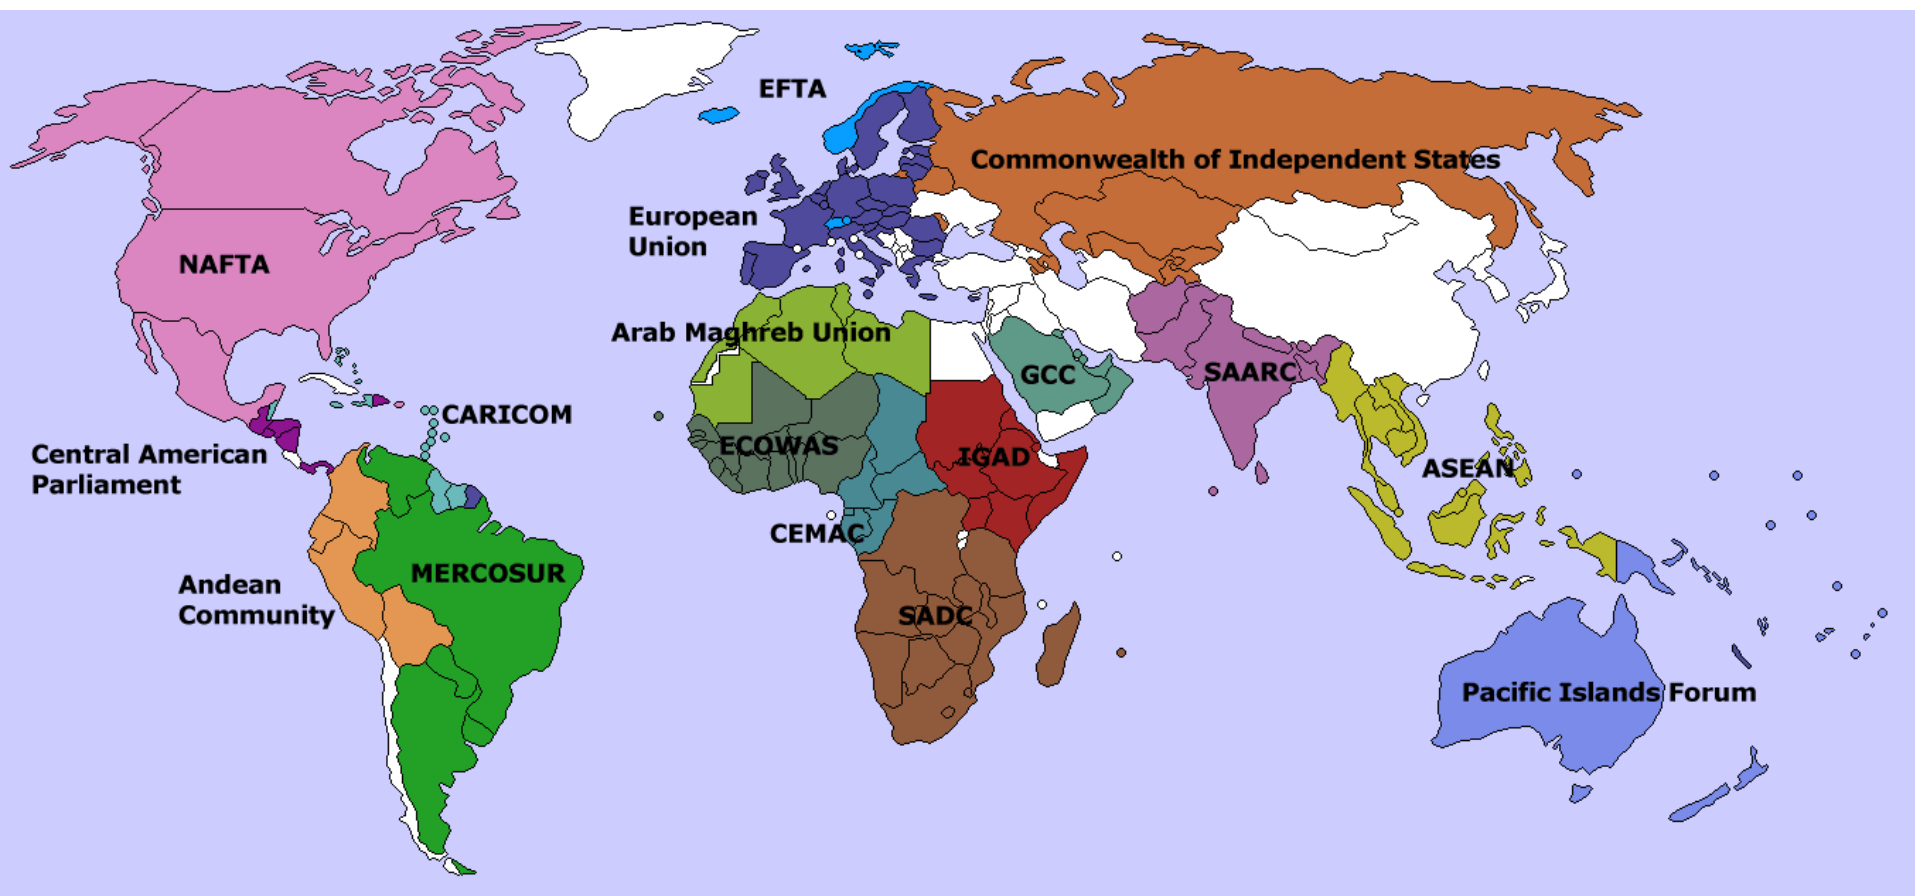 EFTA
Commonwealth of Independent States
European
Union
NAFTA
Arab Maghreb Union
GCC
SAARC
CARICOM
ECOWAS
IGAD
Central American
Parliament
ASEAN
CEMAC
MERCOSUR
Andean
Community
SADC
Pacific Islands Forum